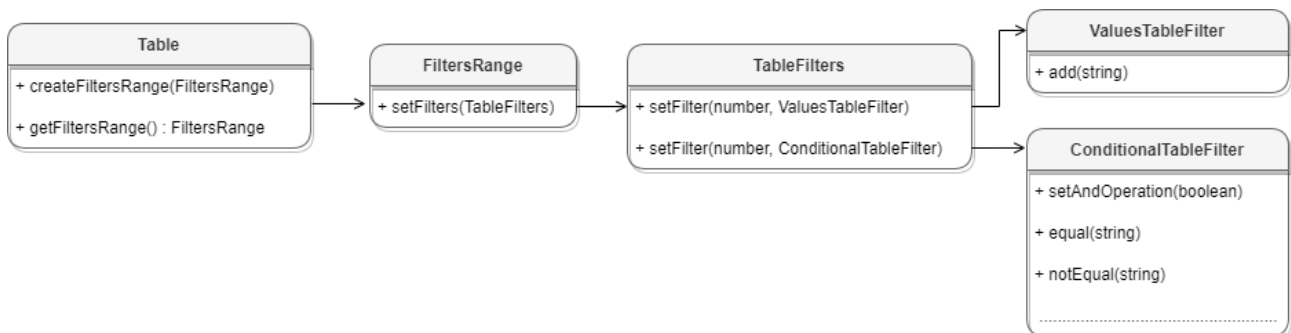 Table
+ createFiltersRange(FiltersRange)
+ getFiltersRange() : FiltersRange
FiltersRange
+ setFilters(TableFilters)
TableFilters
+ setFilter(number, ValuesTableFilter)
+ setFilter(number, ConditionalTableFilter)
ValuesTableFilter
+ add(string)
ConditionalTableFilter
+ setAndOperation(boolean)
+ equal(string)
+ notEqual(string)